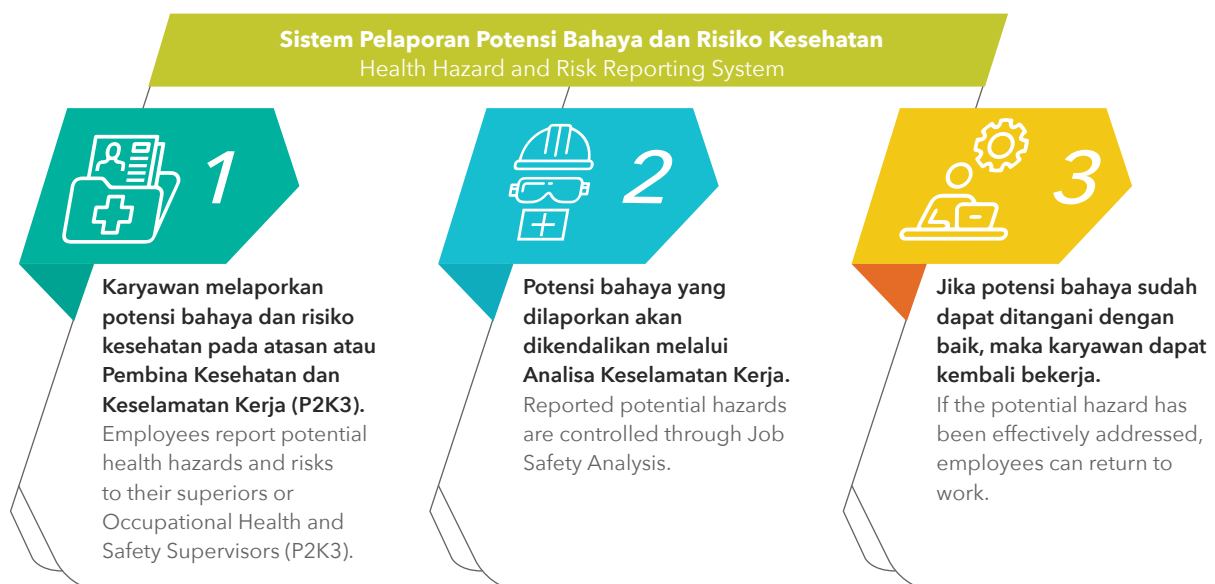 Sistem Pelaporan Potensi Bahaya dan Risiko Kesehatan
Health Hazard and Risk Reporting System
1
Karyawan melaporkan
potensi bahaya dan risiko
kesehatan pada atasan atau
Pembina Kesehatan dan
Keselamatan Kerja (P2K3).
Employees report potential
health hazards and risks
to their superiors or
Occupational Health and
Safety Supervisors (P2K3).
2
Potensi bahaya yang
dilaporkan akan
dikendalikan melalui
Analisa Keselamatan Kerja.
Reported potential hazards
are controlled through Job
Safety Analysis.
3
Jika potensi bahaya sudah
dapat ditangani dengan
baik, maka karyawan dapat
kembali bekerja.
If the potential hazard has
been effectively addressed,
employees can return to
work.